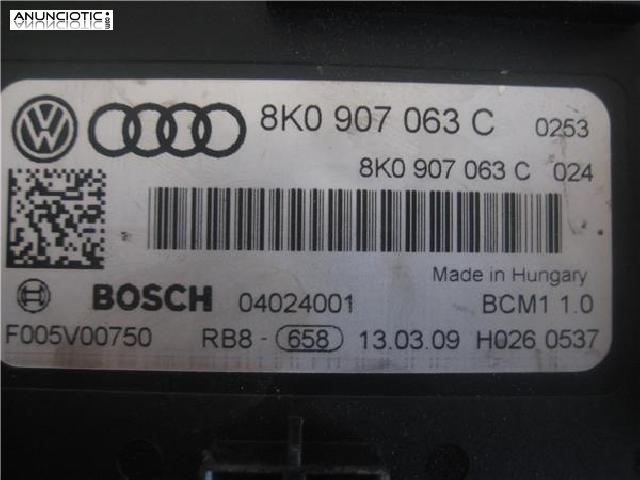 ANUNCIOTIC.com
8K0 907 063 C 0253
8K0 907 063 C 024
Made in Hungary
BOSCH 04024001 BCM1 1.0
F005V00750 RB8 - 658 13.03.09 H026 0537